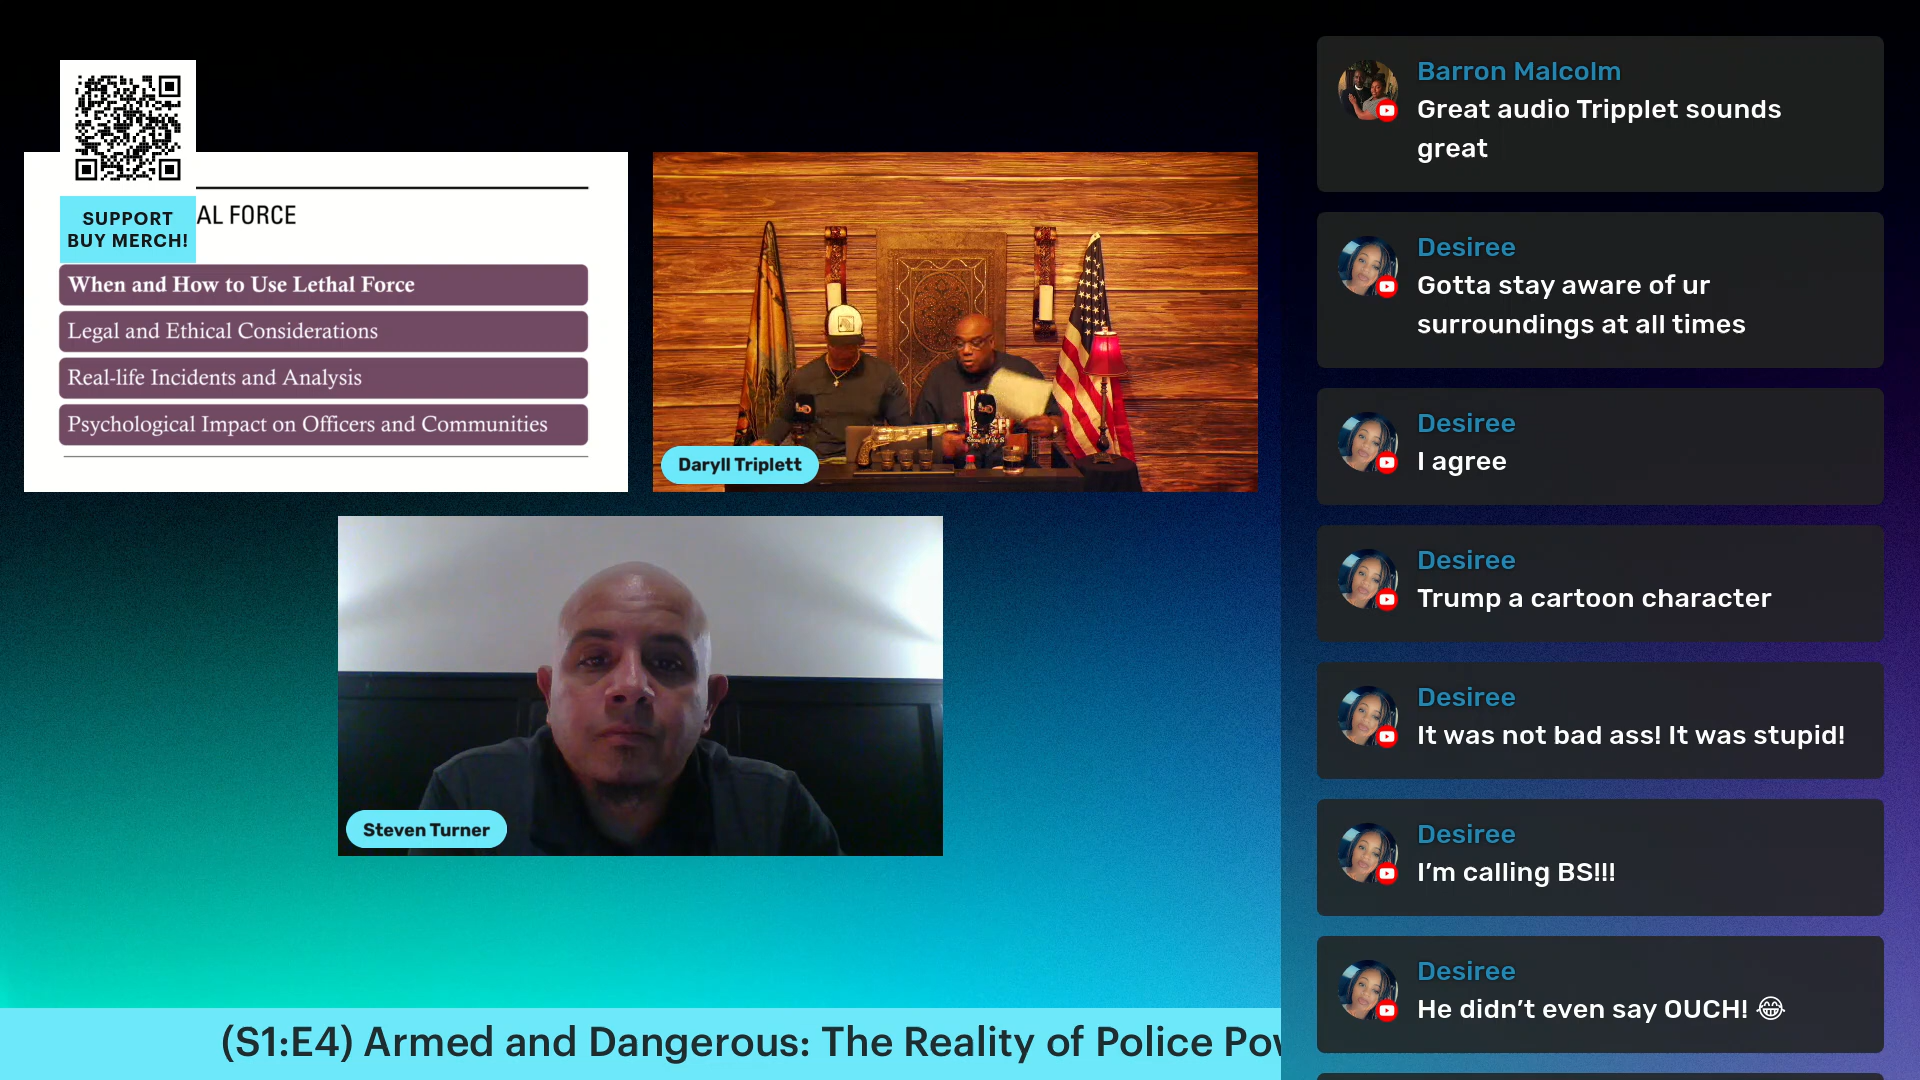 SUPPORT
BUY MERCH!
AL FORCE
When and How to Use Lethal Force
Legal and Ethical Considerations
Real-life Incidents and Analysis
Psychological Impact on Officers and Communities
Daryll Triplett
Steven Turner
(S1:E4) Armed and Dangerous: The Reality of Police Pov
Barron Malcolm
Great audio Tripplet sounds
great
Desiree
Gotta stay aware of ur
surroundings at all times
Desiree
I agree
Desiree
Trump a cartoon character
Desiree
It was not bad ass! It was stupid!
Desiree
I’m calling BS!!!
Desiree
He didn’t even say OUCH! 😂